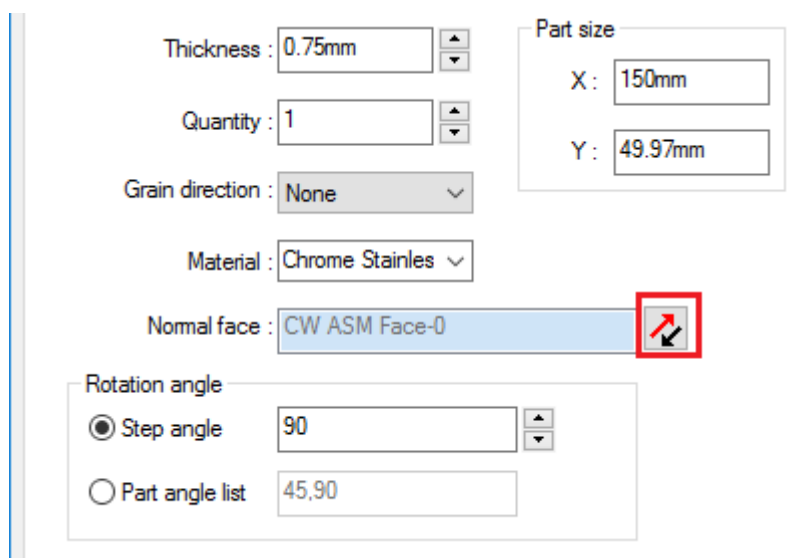 Thickness : 0.75mm
Part size
X : 150mm
Quantity : 1
Y : 49.97mm
Grain direction : None
Material : Chrome Stainles
Normal face : CW ASM Face-0
Rotation angle
Step angle 90
Part angle list 45,90